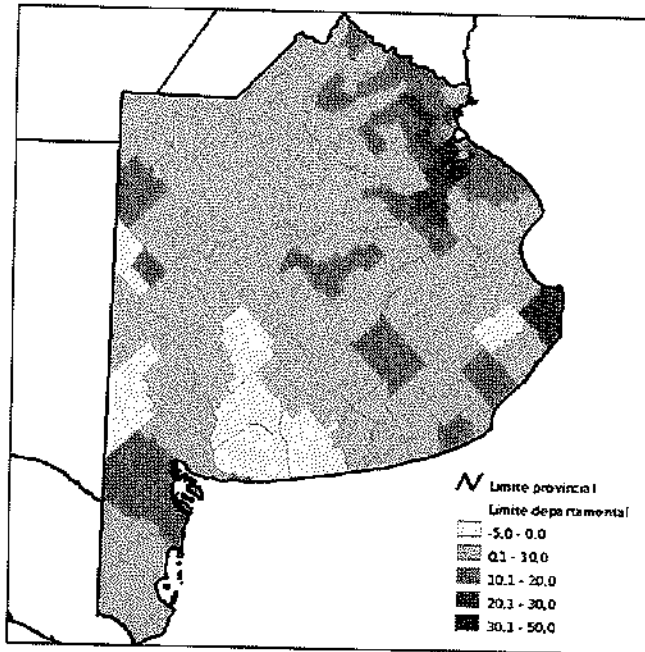 Limite provincial
Limite departamental
-5,0 - 0,0
0,1 - 10,0
10,1 - 20,0
20,1 - 30,0
30,1 - 50,0